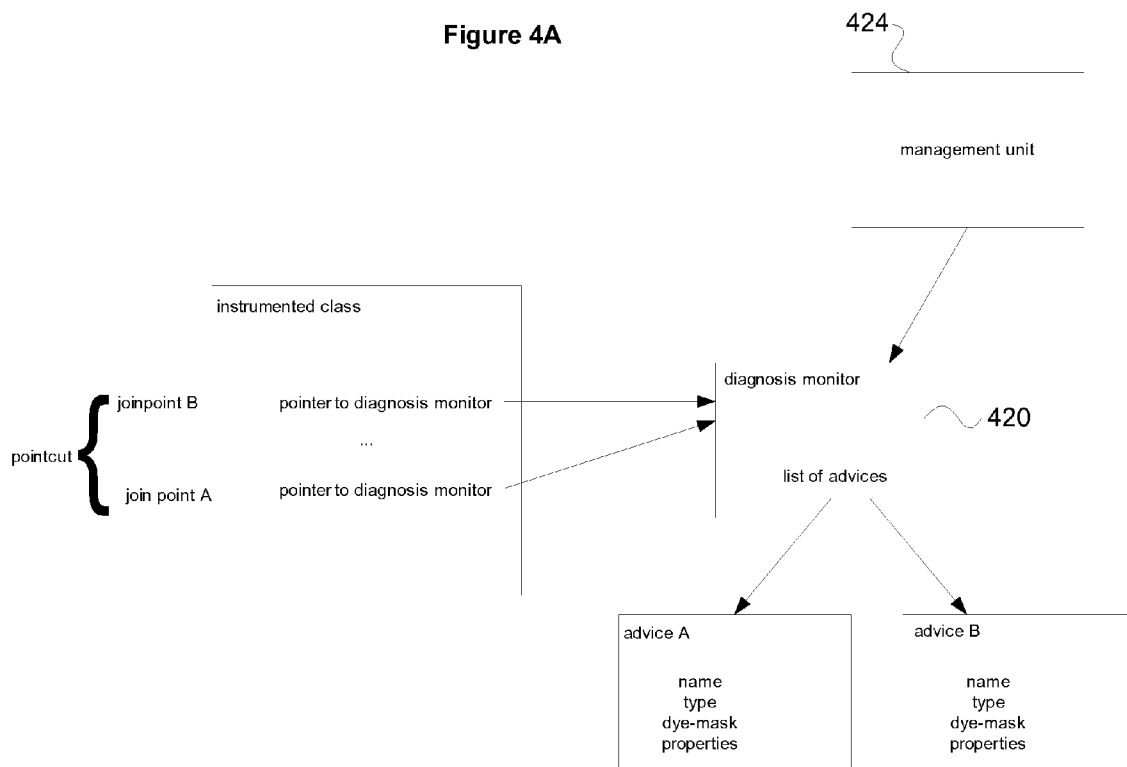 Figure 4A
424
management unit
instrumented class
diagnosis monitor
joinpoint B
pointer to diagnosis monitor
420
...
pointcut
list of advices
join point A
pointer to diagnosis monitor
advice A
name
type
dye-mask
properties
advice B
name
type
dye-mask
properties